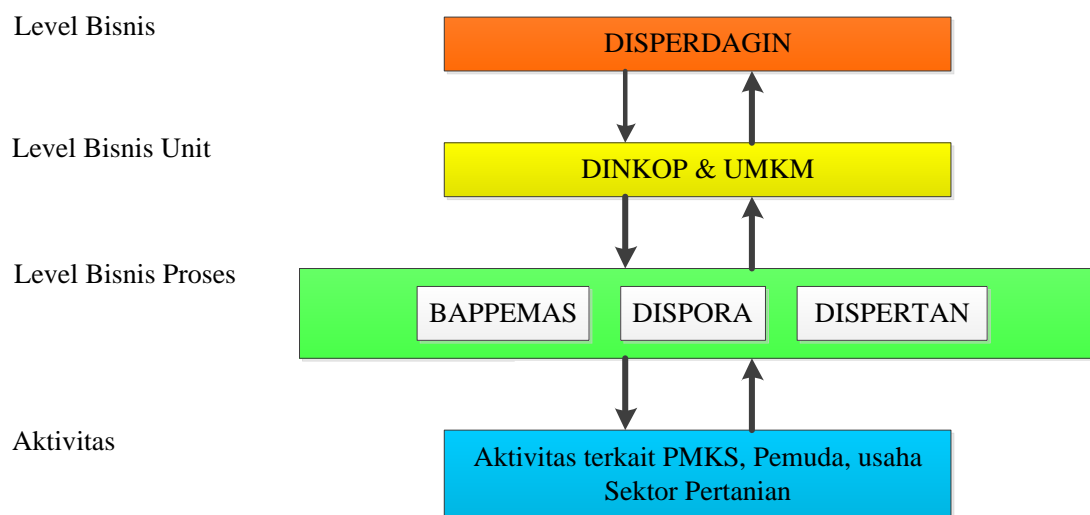 Level Bisnis
DISPERDAGIN
Level Bisnis Unit
DINKOP & UMKM
Level Bisnis Proses
BAPPEMAS
DISPORA
DISPERTAN
Aktivitas
Aktivitas terkait PMKS, Pemuda, usaha
Sektor Pertanian